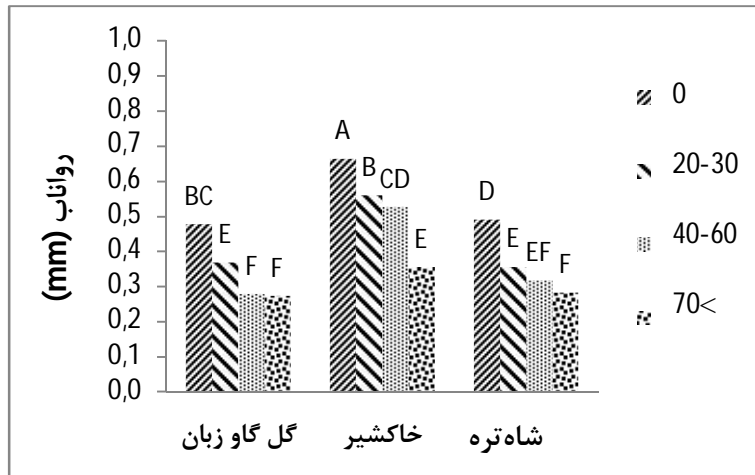 رواناب (mm)
1,0
0,9
0,8
0,7
0,6
0,5
0,4
0,3
0,2
0,1
0,0
BC E F F
A B CD E
D E EF F
گل گاو زبان
خاکشیر
شاه‌تره
0
20-30
40-60
70<